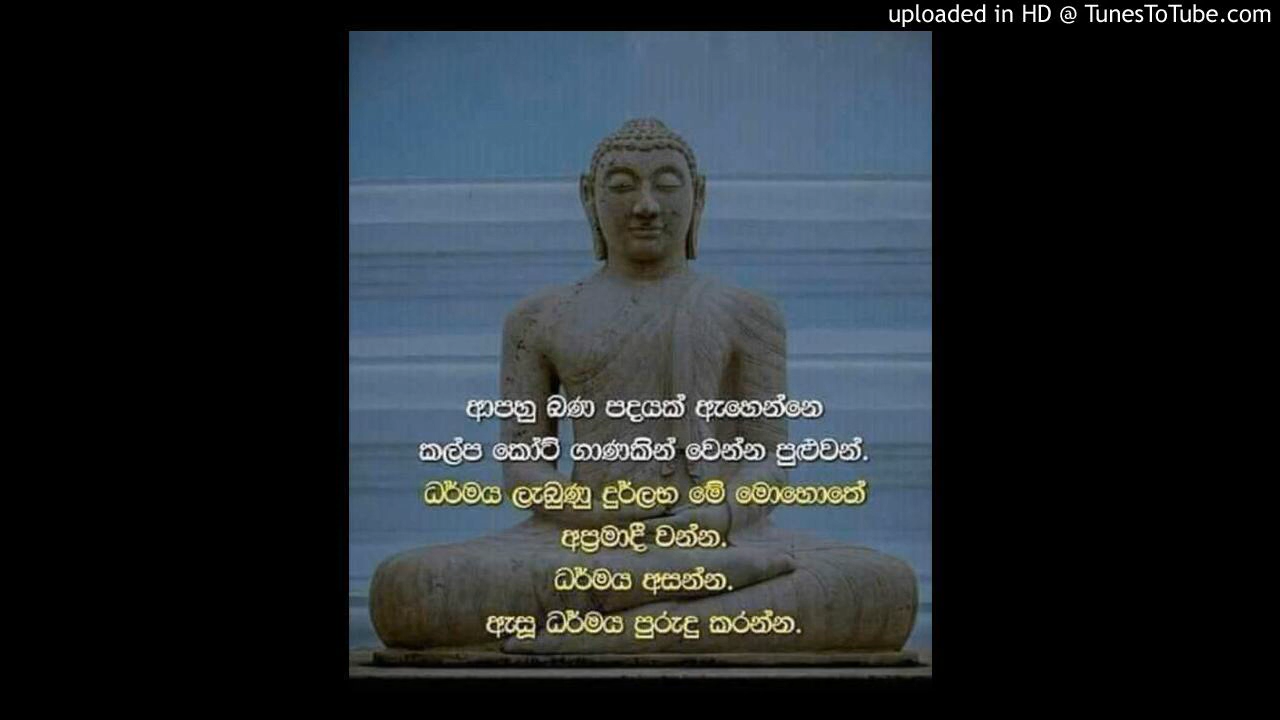 uploaded in HD @ TunesToTube.com
ආපහු බණ පදයක් ඇහෙන්නෙ
කල්ප කෝටි ගාණකින් වෙන්න පුළුවන්.
ධර්මය ලැබුණු දුර්ලභ මේ මොහොතේ
අප්‍රමාදී වන්න.
ධර්මය අසන්න.
ඇසූ ධර්මය පුරුදු කරන්න.